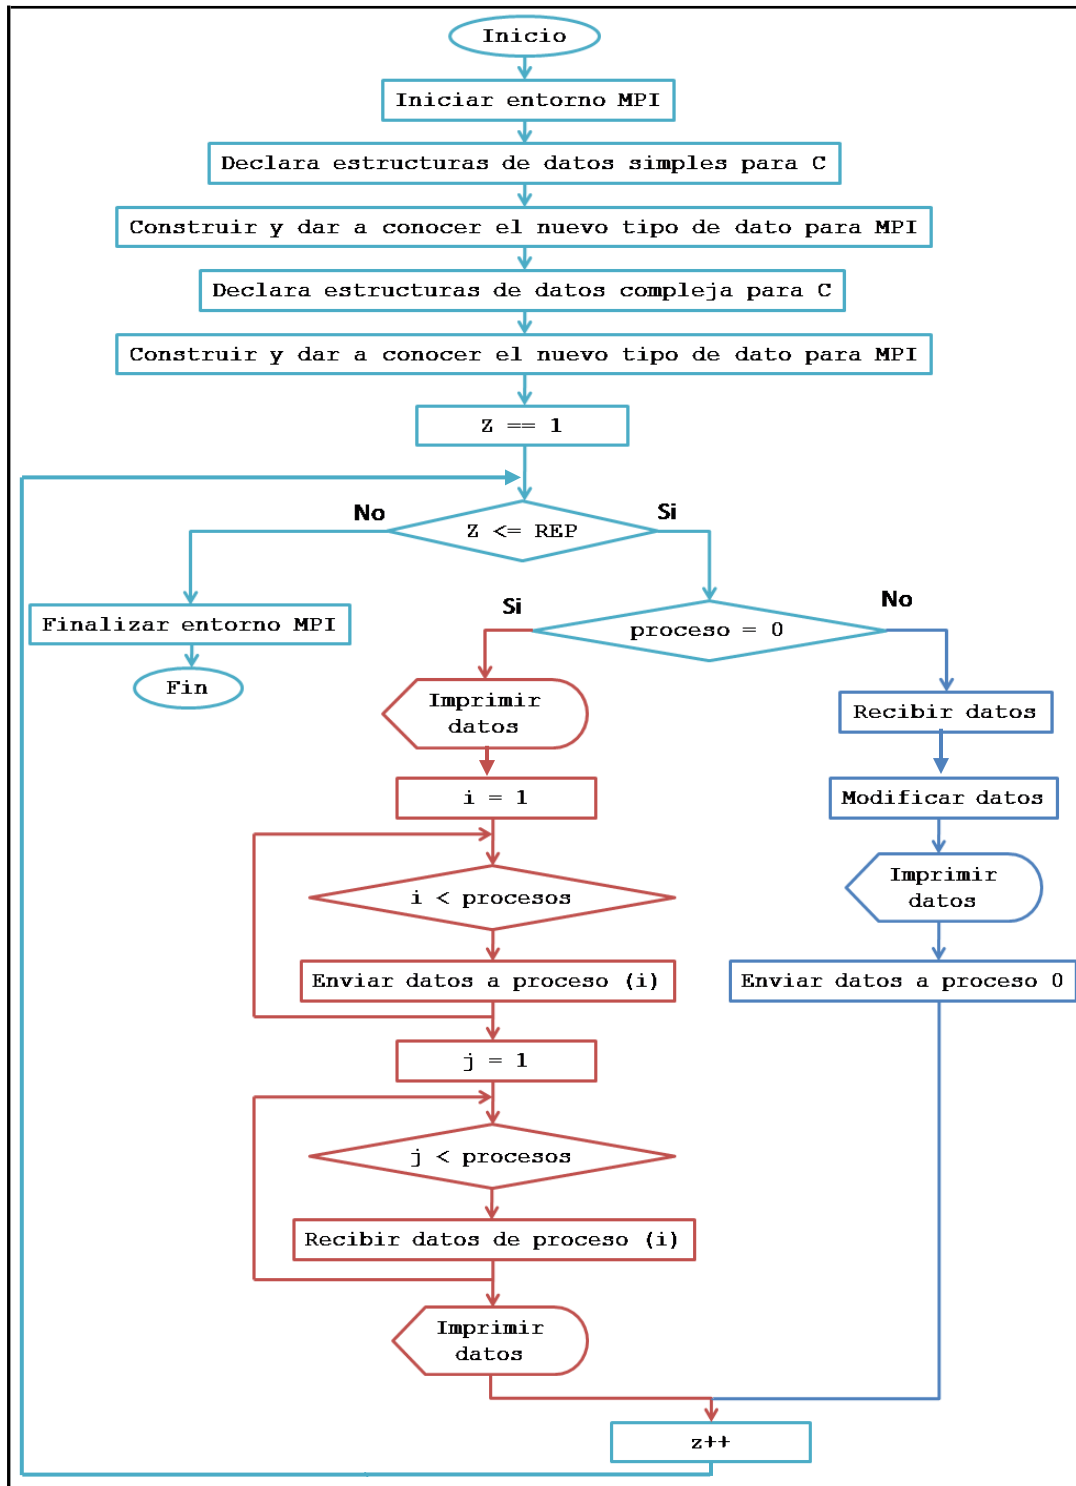 Inicio
Iniciar entorno MPI
Declara estructuras de datos simples para C
Construir y dar a conocer el nuevo tipo de dato para MPI
Declara estructuras de datos compleja para C
Construir y dar a conocer el nuevo tipo de dato para MPI
Z == 1
No
Si
Z <= REP
Finalizar entorno MPI
Fin
Si
No
proceso = 0
Imprimir
datos
i = 1
i < procesos
Enviar datos a proceso (i)
j = 1
j < procesos
Recibir datos de proceso (i)
Imprimir
datos
Recibir datos
Modificar datos
Imprimir
datos
Enviar datos a proceso 0
z++